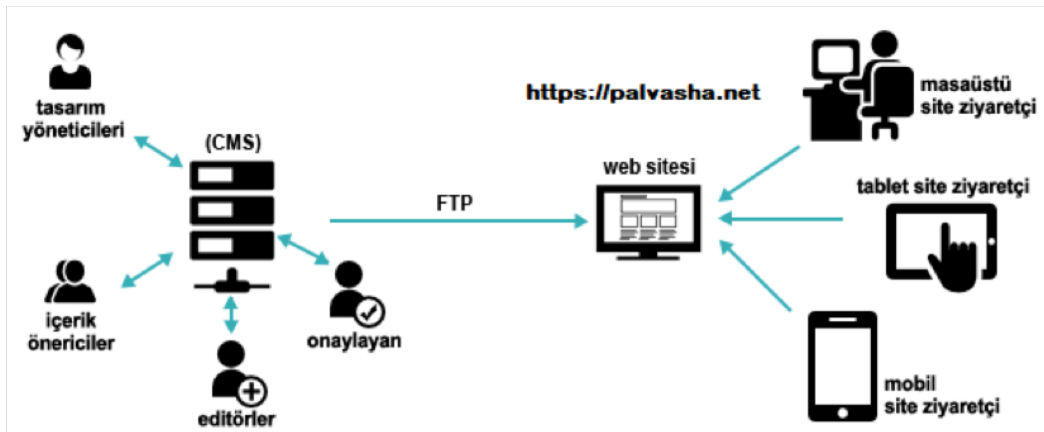 tasarım
yöneticileri
(CMS)
içerik
önericiler
editörler
onaylayan
FTP
https://palvasha.net
web sitesi
masaüstü
site ziyaretçi
tablet site ziyaretçi
mobil
site ziyaretçi